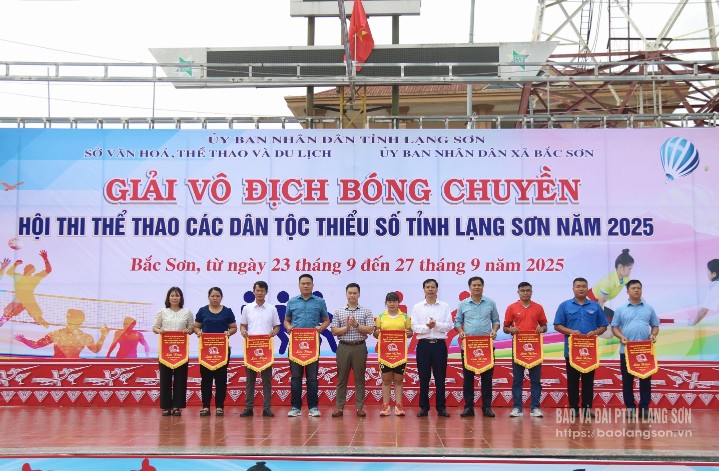 ỦY BAN NHÂN DÂN TỈNH LẠNG SƠN
SỞ VĂN HOÁ, THỂ THAO VÀ DU LỊCH ỦY BAN NHÂN DÂN XÃ BẮC SƠN
GIẢI VÔ ĐỊCH BÓNG CHUYỀN
HỘI THI THỂ THAO CÁC DÂN TỘC THIỂU SỐ TỈNH LẠNG SƠN NĂM 2025
Bắc Sơn, từ ngày 23 tháng 9 đến 27 tháng 9 năm 2025
BÁO VÀ ĐÀI PTTH LẠNG SƠN
https://baolangson.vn